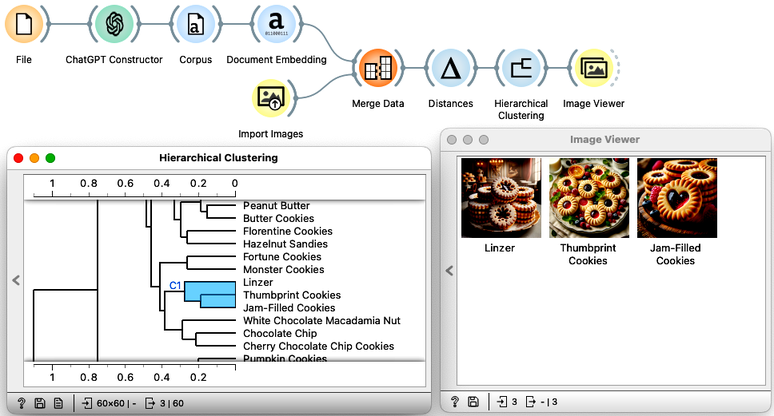 a
a
011000111
File
ChatGPT Constructor
Corpus
Document Embedding
Merge Data
Distances
Hierarchical
Clustering
Image Viewer
Import Images
Hierarchical Clustering
1 0.8 0.6 0.4 0.2 0
Peanut Butter
Butter Cookies
Florentine Cookies
Hazelnut Sandies
Fortune Cookies
Monster Cookies
C1
Linzer
Thumbprint Cookies
Jam-Filled Cookies
White Chocolate Macadamia Nut
Chocolate Chip
Cherry Chocolate Chip Cookies
Pumpkin Cookies
1 0.8 0.6 0.4 0.2 0
? 60×60 | - 3 | 60
Image Viewer
Linzer
Thumbprint
Cookies
Jam-Filled
Cookies
? 3 - | 3